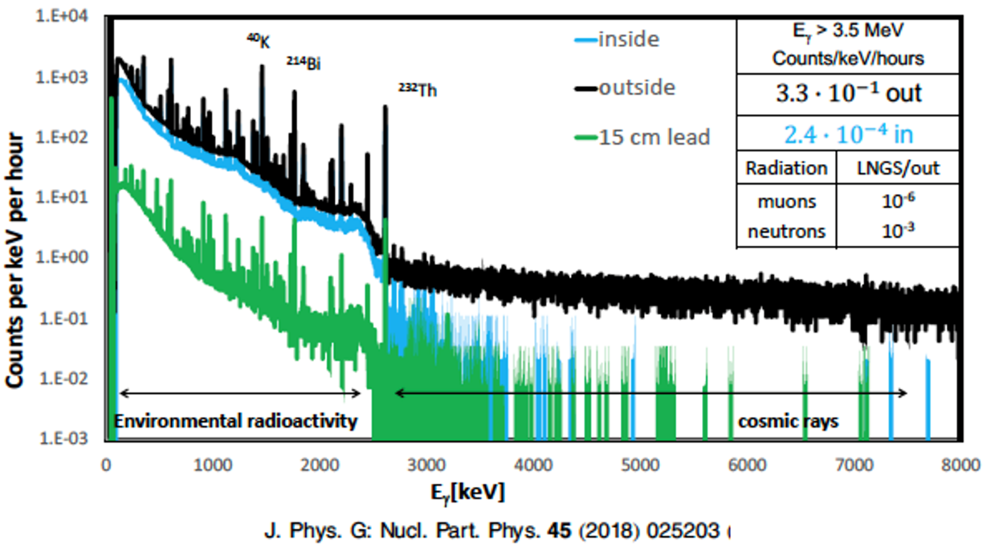 1.E+04
1.E+03
1.E+02
1.E+01
1.E+00
1.E-01
1.E-02
1.E-03
Counts per keV per hour
⁴⁰K
²¹⁴Bi
²³²Th
inside
outside
15 cm lead
Eγ > 3.5 MeV
Counts/keV/hours
3.3 · 10⁻¹ out
2.4 · 10⁻⁴ in
Radiation LNGS/out
muons 10⁻⁶
neutrons 10⁻³
Environmental radioactivity
cosmic rays
0 1000 2000 3000 4000 5000 6000 7000 8000
Eγ[keV]
J. Phys. G: Nucl. Part. Phys. 45 (2018) 025203 (